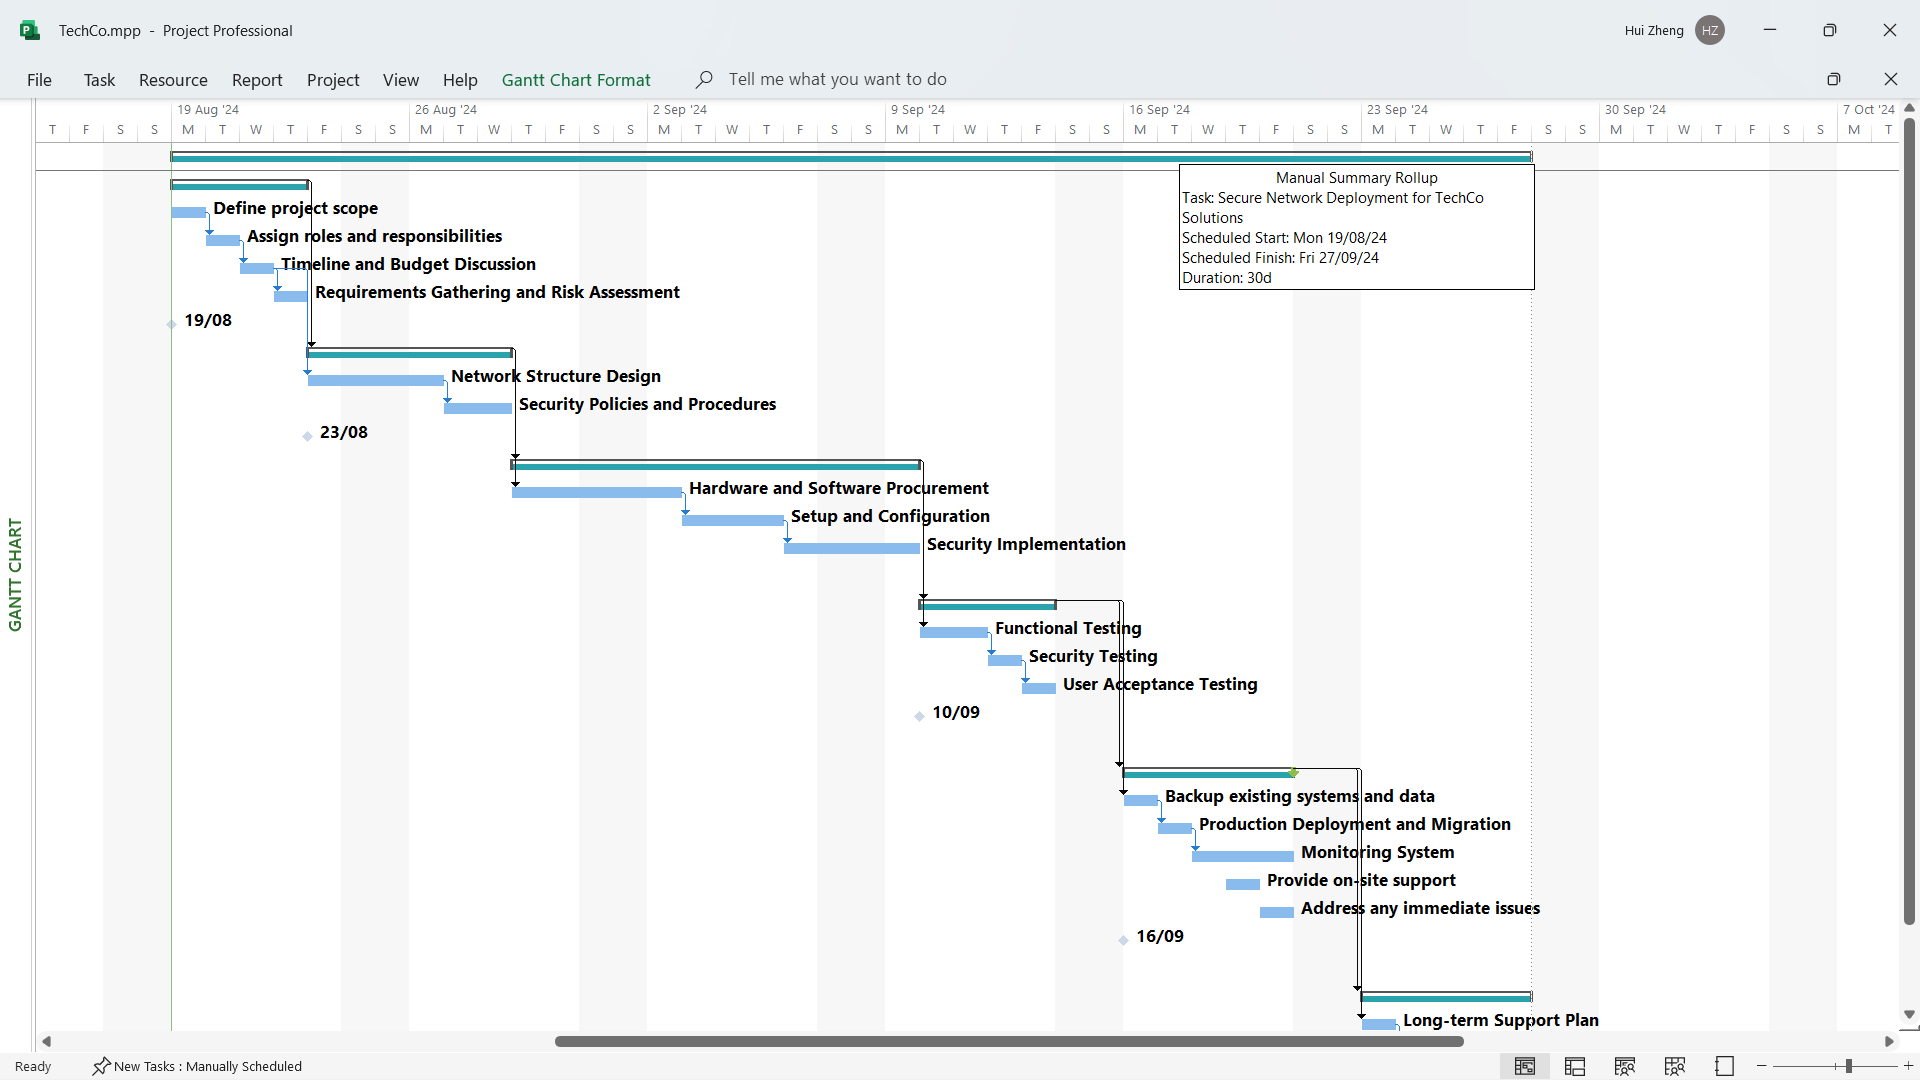 TechCo.mpp - Project Professional
Hui Zheng
HZ
File Task Resource Report Project View Help Gantt Chart Format Tell me what you want to do
19 Aug '24 26 Aug '24 2 Sep '24 9 Sep '24 16 Sep '24 23 Sep '24 30 Sep '24 7 Oct '24
T F S S M T W T F S S M T W T F S S M T W T F S S M T W T F S S M T W T F S S M T W T F S S M T W T F S S M T
Manual Summary Rollup
Task: Secure Network Deployment for TechCo
Solutions
Scheduled Start: Mon 19/08/24
Scheduled Finish: Fri 27/09/24
Duration: 30d
Define project scope
Assign roles and responsibilities
Timeline and Budget Discussion
Requirements Gathering and Risk Assessment
19/08
Network Structure Design
Security Policies and Procedures
23/08
Hardware and Software Procurement
Setup and Configuration
Security Implementation
Functional Testing
Security Testing
User Acceptance Testing
10/09
Backup existing systems and data
Production Deployment and Migration
Monitoring System
Provide on-site support
Address any immediate issues
16/09
Long-term Support Plan
GANTT CHART
Ready New Tasks : Manually Scheduled